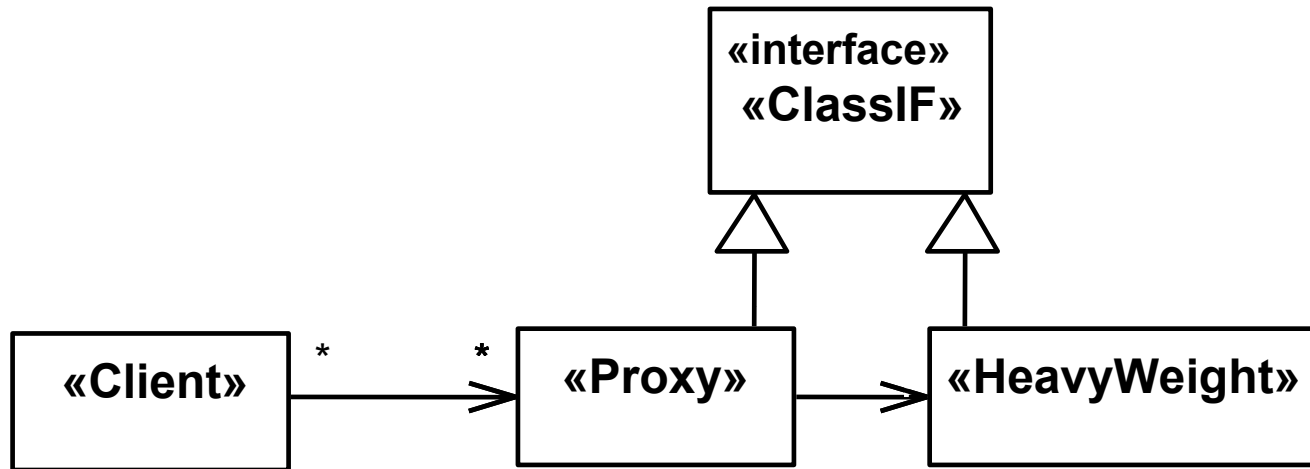 «interface»
«ClassIF»
* *
«Client»
«Proxy»
«HeavyWeight»